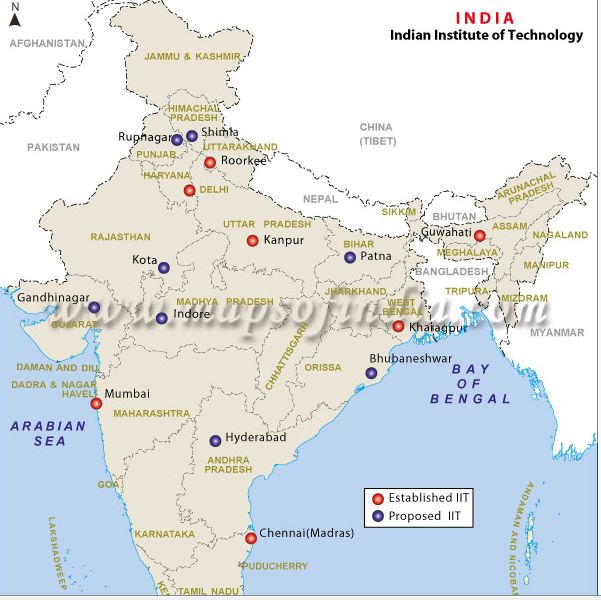 N
INDIA
Indian Institute of Technology
AFGHANISTAN
JAMMU & KASHMIR
HIMACHAL
PRADESH
Rupnagar
Shimla
CHINA
(TIBET)
PAKISTAN
PUNJAB
UTTARAKHAND
Roorkee
HARYANA
DELHI
ARUNACHAL
PRADESH
NEPAL
SIKKIM
BHUTAN
RAJASTHAN
UTTAR PRADESH
Kanpur
Guwahati
ASSAM
NAGALAND
BIHAR
Patna
MEGHALAYA
Kota
BANGLADESH
MANIPUR
Gandhinagar
MADHYA PRADESH
JHARKHAND
TRIPURA
MIZORAM
www.mapsofindia.com
GUJARAT
Indore
WEST
BENGAL
Kharagpur
MYANMAR
CHHATTISGARH
Bhubaneshwar
DAMAN AND DIU
ORISSA
BAY
OF
BENGAL
DADRA & NAGAR
HAVELI
Mumbai
MAHARASHTRA
ARABIAN
SEA
Hyderabad
ANDHRA
PRADESH
GOA
Established IIT
Proposed IIT
LAKSHADWEEP
KARNATAKA
Chennai(Madras)
ANDAMAN AND NICOBAR
PUDUCHERRY
KE
TAMIL NADU